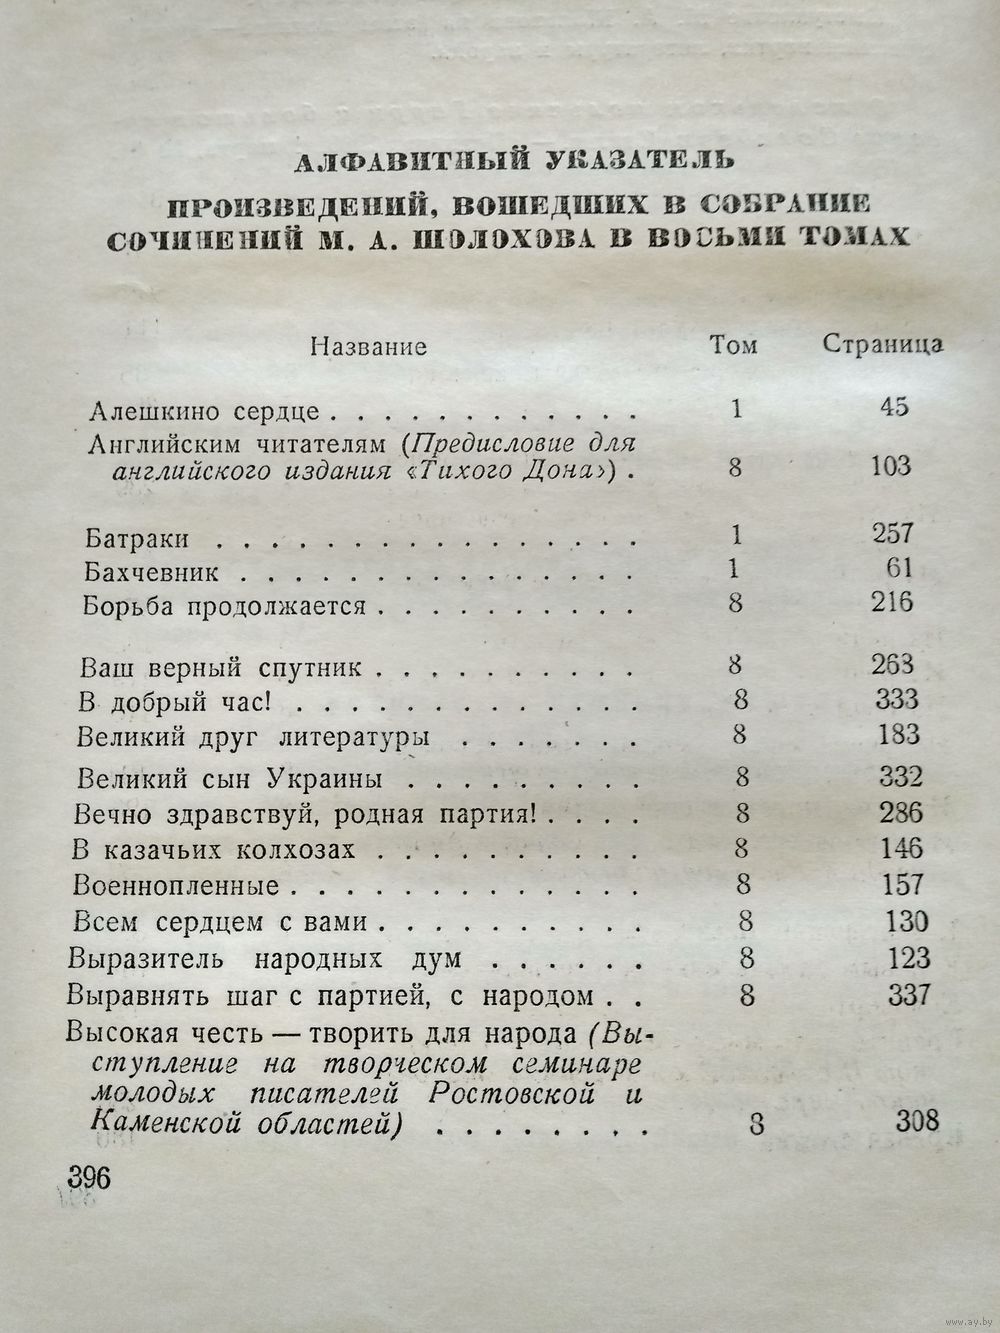 АЛФАВИТНЫЙ УКАЗАТЕЛЬ
ПРОИЗВЕДЕНИЙ, ВОШЕДШИХ В СОБРАНИЕ
СОЧИНЕНИЙ М. А. ШОЛОХОВА В ВОСЬМИ ТОМАХ
Название Том Страница
Алешкино сердце . . . . . . . . . . . . 1 45
Английским читателям (Предисловие для
английского издания «Тихого Дона») . 8 103
Батраки . . . . . . . . . . . . . . . . 1 257
Бахчевник . . . . . . . . . . . . . . . 1 61
Борьба продолжается . . . . . . . . . . 8 216
Ваш верный спутник . . . . . . . . . . 8 263
В добрый час! . . . . . . . . . . . . . 8 333
Великий друг литературы . . . . . . . 8 183
Великий сын Украины . . . . . . . . . 8 332
Вечно здравствуй, родная партия! . . . . 8 286
В казачьих колхозах . . . . . . . . . . 8 146
Военнопленные . . . . . . . . . . . . . 8 157
Всем сердцем с вами . . . . . . . . . . 8 130
Выразитель народных дум . . . . . . 8 123
Выравнять шаг с партией, с народом . . 8 337
Высокая честь — творить для народа (Вы-
ступление на творческом семинаре
молодых писателей Ростовской и
Каменской областей) . . . . . . . . 8 308
396
www.ay.by